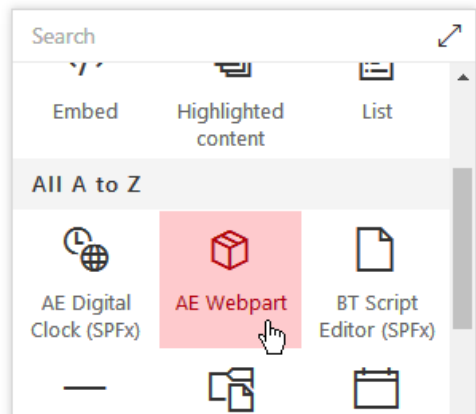 Search
Embed
Highlighted
content
List
All A to Z
AE Digital
Clock (SPFx)
AE Webpart
BT Script
Editor (SPFx)